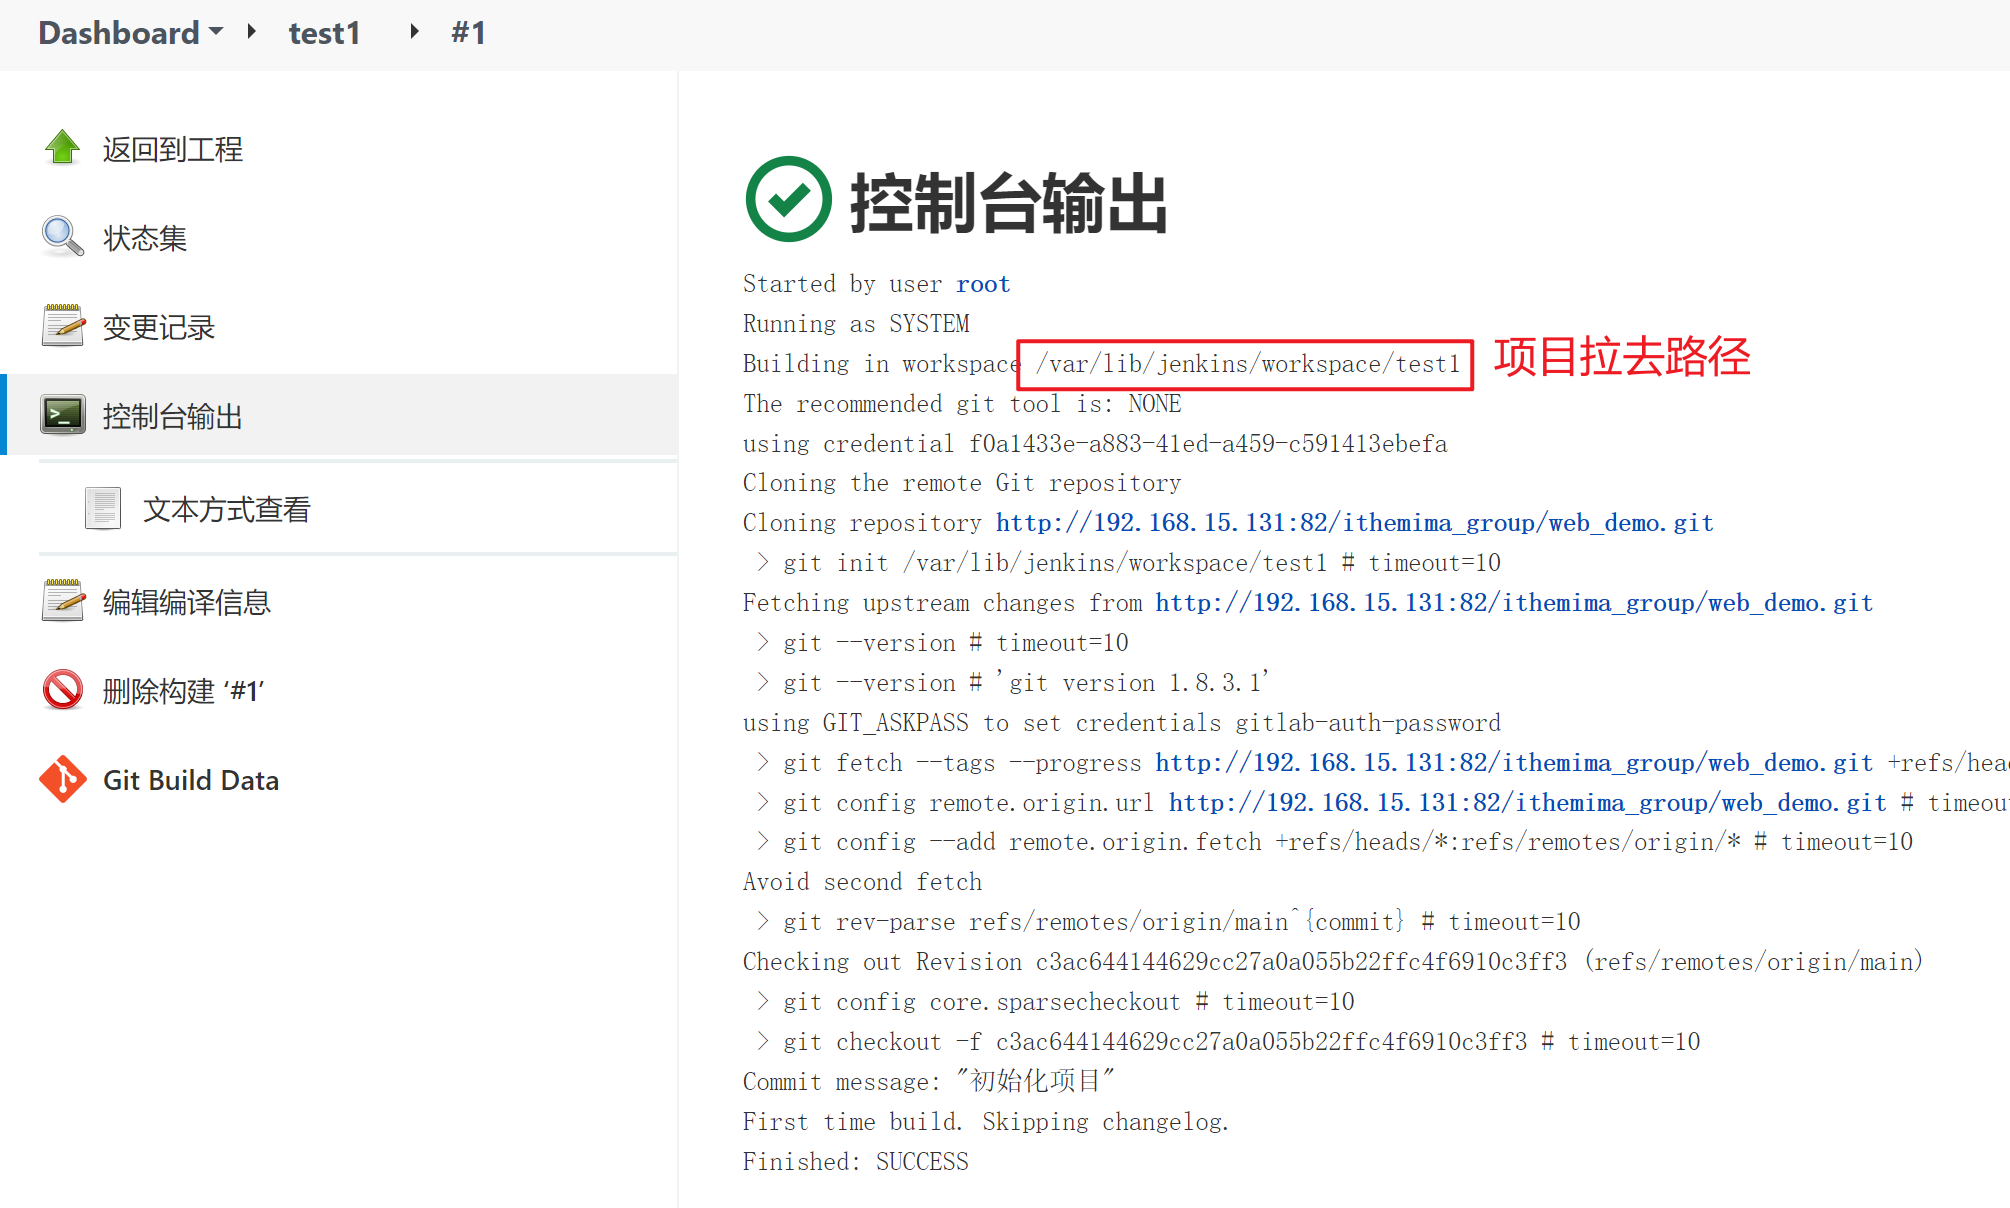 Dashboard test1 #1
返回到工程
状态集
变更记录
控制台输出
文本方式查看
编辑编译信息
删除构建 ‘#1’
Git Build Data
控制台输出
Started by user root
Running as SYSTEM
Building in workspace /var/lib/jenkins/workspace/test1 项目拉去路径
The recommended git tool is: NONE
using credential f0a1433e-a883-41ed-a459-c591413ebefa
Cloning the remote Git repository
Cloning repository http://192.168.15.131:82/ithemima_group/web_demo.git
> git init /var/lib/jenkins/workspace/test1 # timeout=10
Fetching upstream changes from http://192.168.15.131:82/ithemima_group/web_demo.git
> git --version # timeout=10
> git --version # 'git version 1.8.3.1'
using GIT_ASKPASS to set credentials gitlab-auth-password
> git fetch --tags --progress http://192.168.15.131:82/ithemima_group/web_demo.git +refs/hea
> git config remote.origin.url http://192.168.15.131:82/ithemima_group/web_demo.git # timeou
> git config --add remote.origin.fetch +refs/heads/*:refs/remotes/origin/* # timeout=10
Avoid second fetch
> git rev-parse refs/remotes/origin/main^{commit} # timeout=10
Checking out Revision c3ac644144629cc27a0a055b22ffc4f6910c3ff3 (refs/remotes/origin/main)
> git config core.sparsecheckout # timeout=10
> git checkout -f c3ac644144629cc27a0a055b22ffc4f6910c3ff3 # timeout=10
Commit message: "初始化项目"
First time build. Skipping changelog.
Finished: SUCCESS